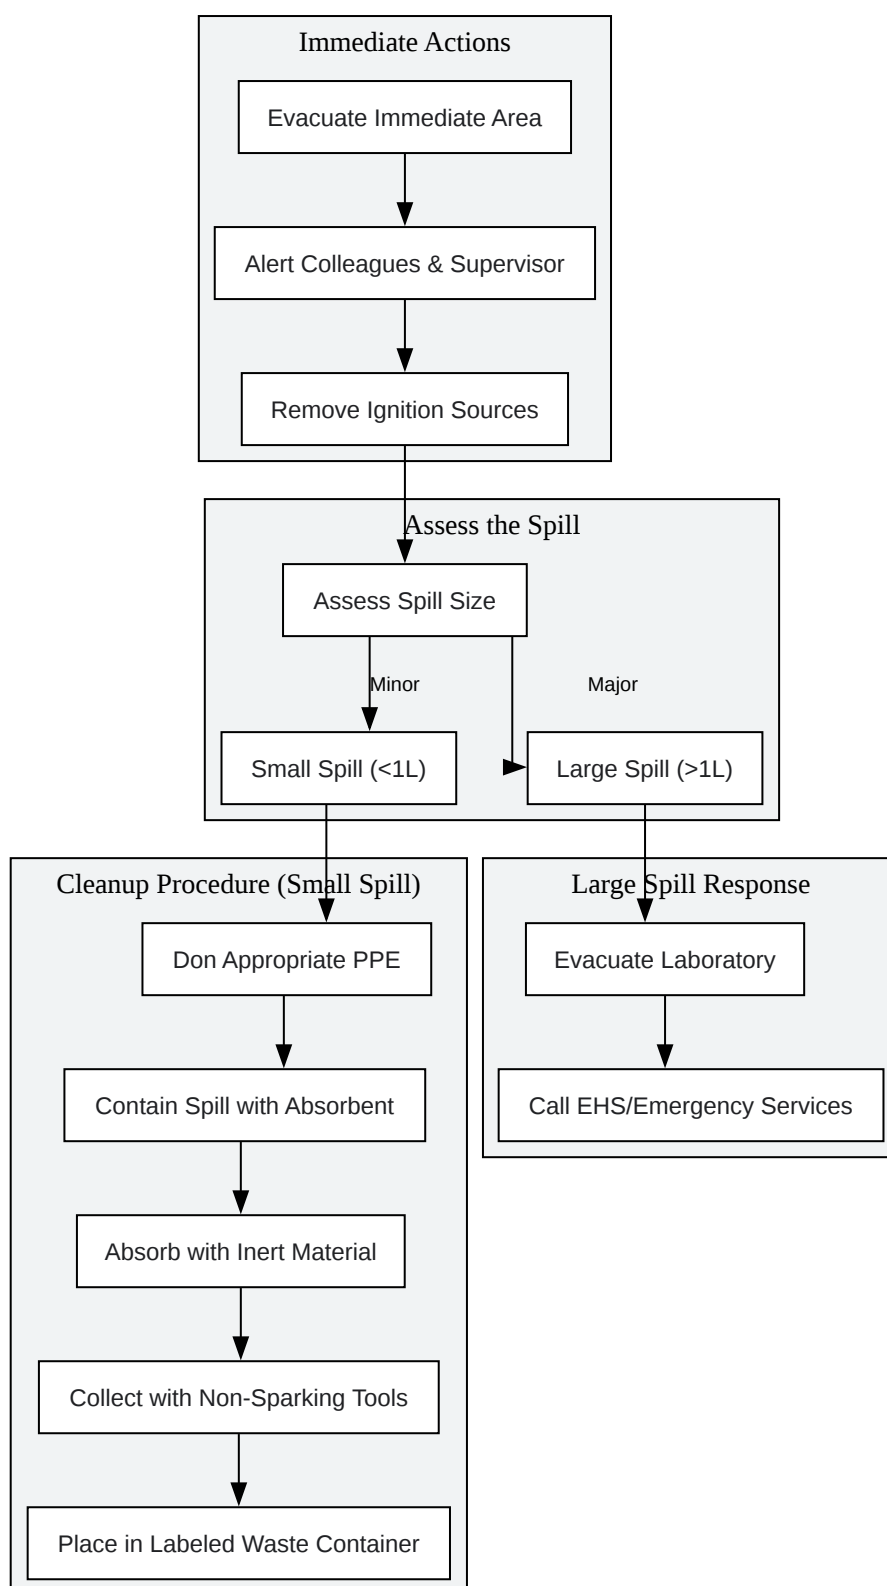 Immediate Actions
Evacuate Immediate Area
Alert Colleagues & Supervisor
Remove Ignition Sources
Assess the Spill
Assess Spill Size
Minor
Major
Small Spill (<1L)
Large Spill (>1L)
Cleanup Procedure (Small Spill)
Large Spill Response
Don Appropriate PPE
Evacuate Laboratory
Contain Spill with Absorbent
Call EHS/Emergency Services
Absorb with Inert Material
Collect with Non-Sparking Tools
Place in Labeled Waste Container